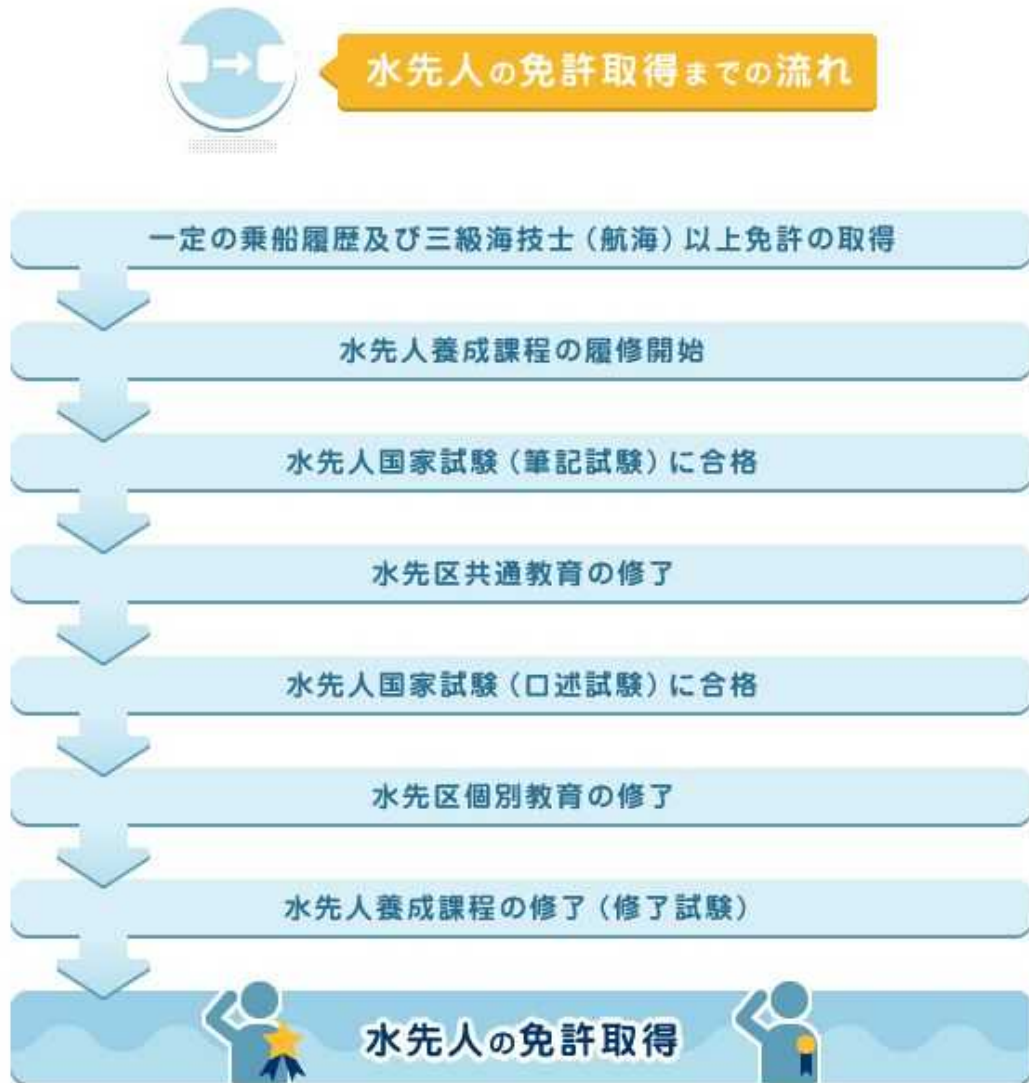 水先人の免許取得までの流れ
一定の乗船履歴及び三級海技士（航海）以上免許の取得
水先人養成課程の履修開始
水先人国家試験（筆記試験）に合格
水先区共通教育の修了
水先人国家試験（口述試験）に合格
水先区個別教育の修了
水先人養成課程の修了（修了試験）
水先人の免許取得